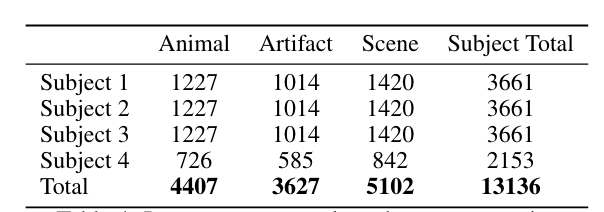 Animal Artifact Scene Subject Total
Subject 1 1227 1014 1420 3661
Subject 2 1227 1014 1420 3661
Subject 3 1227 1014 1420 3661
Subject 4 726 585 842 2153
Total 4407 3627 5102 13136